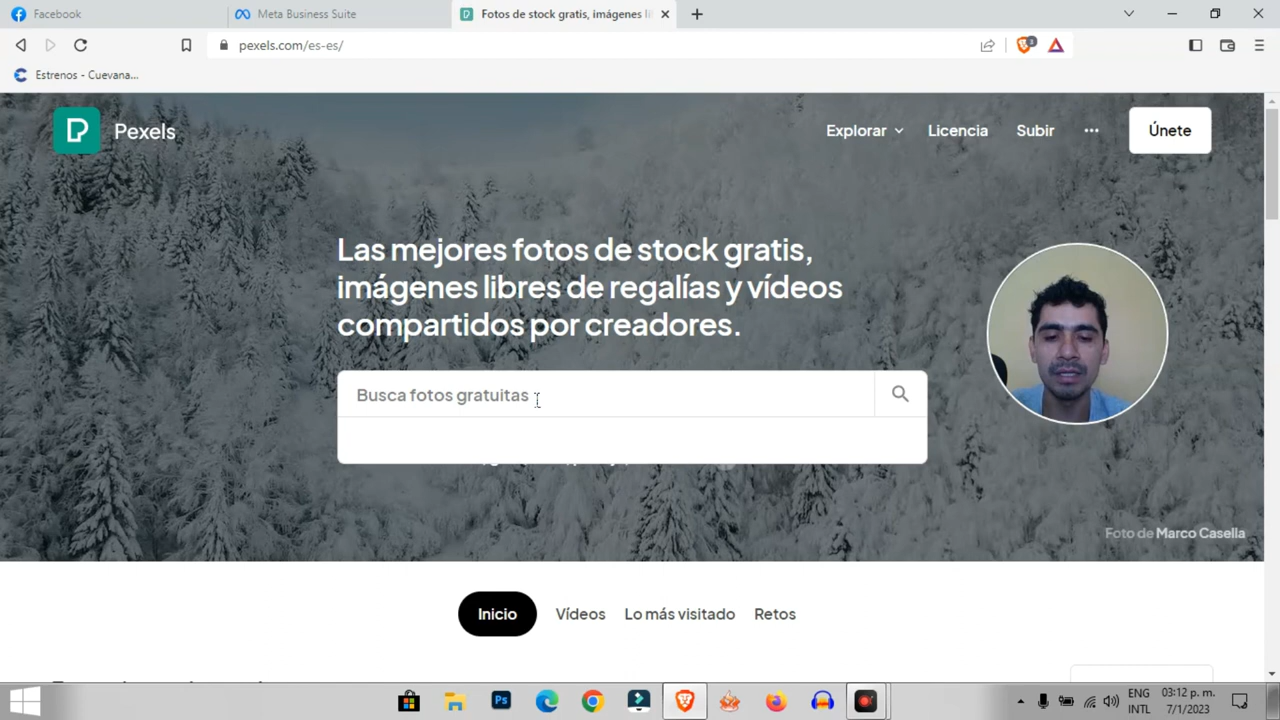 Facebook
Meta Business Suite
Fotos de stock gratis, imágenes li
pexels.com/es-es/
3
Estrenos - Cuevana...
Pexels
Explorar
Licencia
Subir
Únete
Las mejores fotos de stock gratis,
imágenes libres de regalías y vídeos
compartidos por creadores.
Busca fotos gratuitas
Foto de Marco Casella
Inicio
Vídeos
Lo más visitado
Retos
Ps
ENG
INTL
03:12 p. m.
7/1/2023